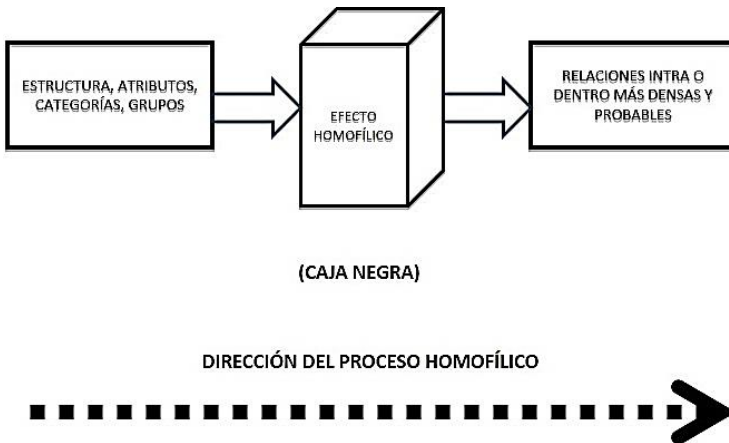 ESTRUCTURA, ATRIBUTOS,
CATEGORÍAS, GRUPOS
EFECTO
HOMOFÍLICO
RELACIONES INTRA O
DENTRO MÁS DENSAS Y
PROBABLES
(CAJA NEGRA)
DIRECCIÓN DEL PROCESO HOMOFÍLICO